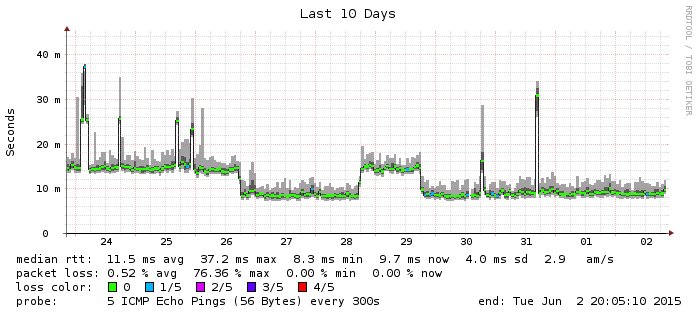 Last 10 Days
RRDTOOL / TOBI OETIKER
Seconds
40 m
30 m
20 m
10 m
0
24 25 26 27 28 29 30 31 01 02
median rtt: 11.5 ms avg 37.2 ms max 8.3 ms min 9.7 ms now 4.0 ms sd 2.9 am/s
packet loss: 0.52 % avg 76.36 % max 0.00 % min 0.00 % now
loss color: 0 1/5 2/5 3/5 4/5
probe: 5 ICMP Echo Pings (56 Bytes) every 300s end: Tue Jun 2 20:05:10 2015